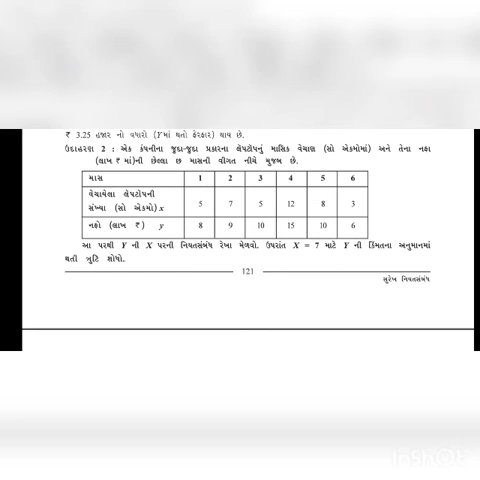 ₹ 3.25 હજાર નો વધારો (Yમાં થતો ફેરફાર) થાય છે.
ઉદાહરણ 2 : એક કંપનીના જુદા-જુદા પ્રકારના લેપટોપનું માસિક વેચાણ (સો એકમોમાં) અને તેના નફા
(લાખ ₹ માં)ની છેલ્લા છ માસની વીગત નીચે મુજબ છે.
માસ 1 2 3 4 5 6
વેચાયેલા લેપટોપની
સંખ્યા (સો એકમો) x 5 7 5 12 8 3
નફો (લાખ ₹) y 8 9 10 15 10 6
આ પરથી Y ની X પરની નિયતસંબંધ રેખા મેળવો. ઉપરાંત X = 7 માટે Y ની કિંમતના અનુમાનમાં
થતી ત્રુટિ શોધો.
121
સુરેખ નિયતસંબંધ
InShOt